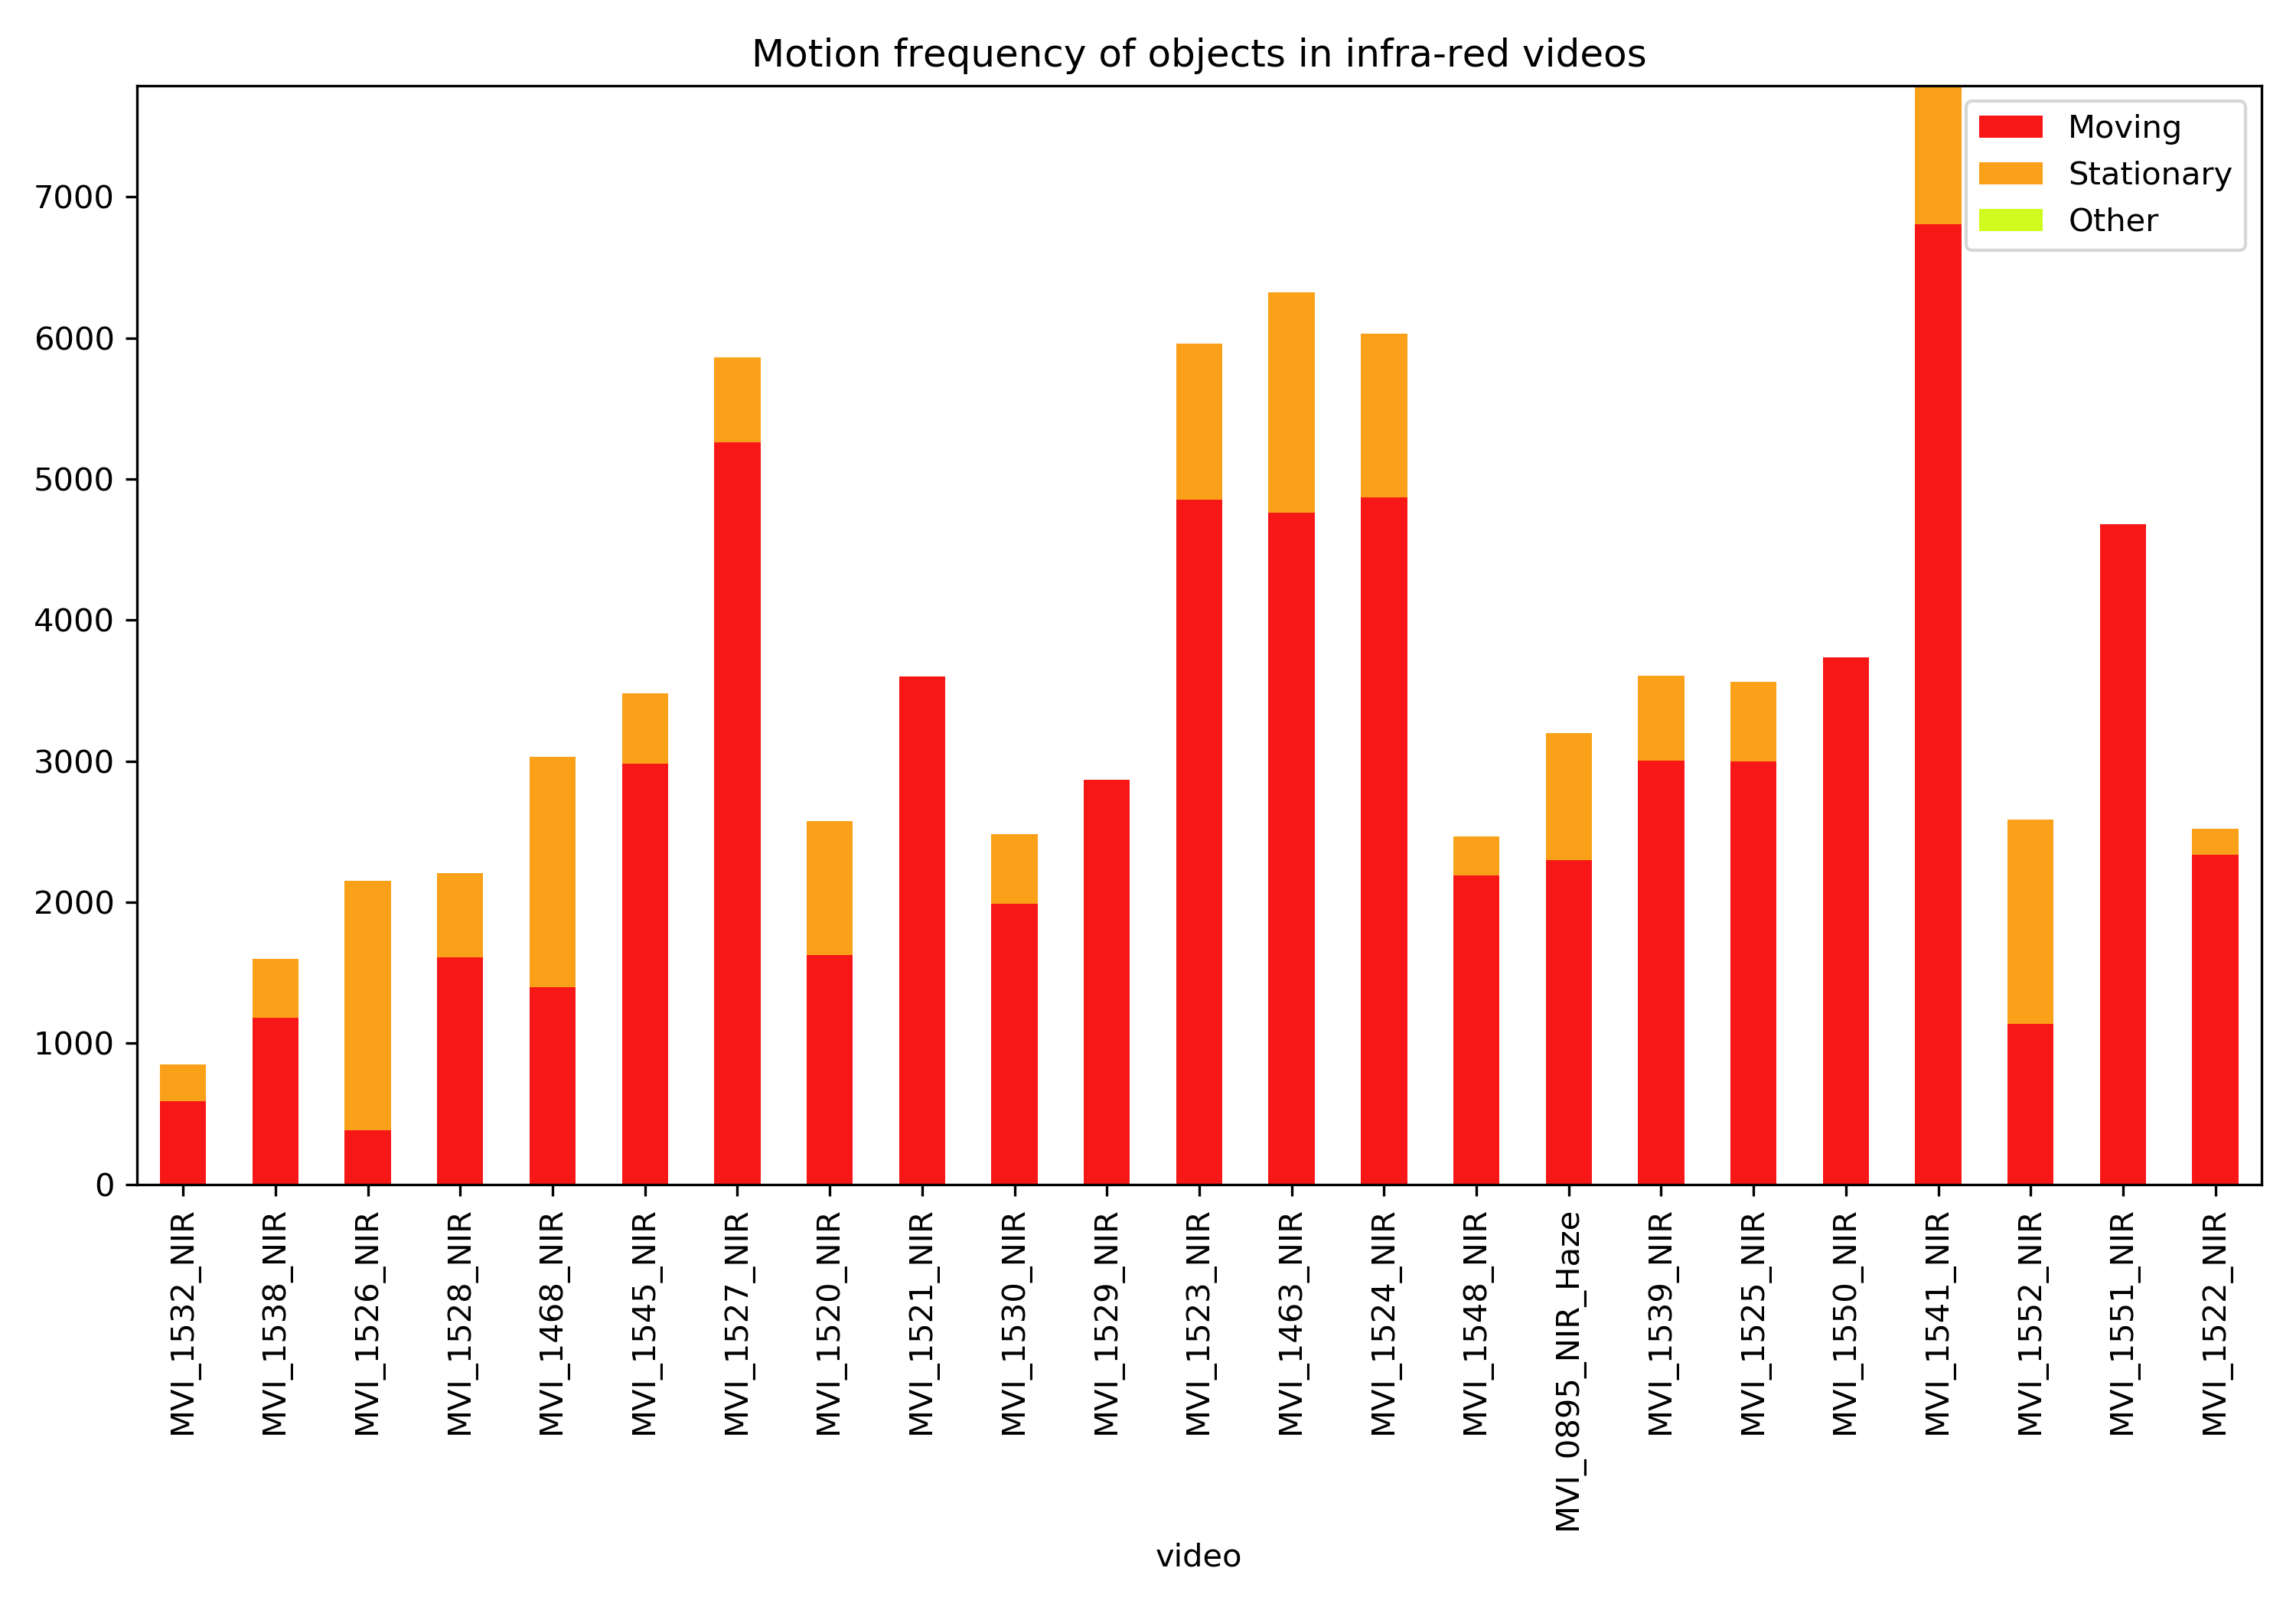 Motion frequency of objects in infra-red videos
Moving
Stationary
Other
7000
6000
5000
4000
3000
2000
1000
0
MVI_1532_NIR
MVI_1538_NIR
MVI_1526_NIR
MVI_1528_NIR
MVI_1468_NIR
MVI_1545_NIR
MVI_1527_NIR
MVI_1520_NIR
MVI_1521_NIR
MVI_1530_NIR
MVI_1529_NIR
MVI_1523_NIR
MVI_1463_NIR
MVI_1524_NIR
MVI_1548_NIR
MVI_0895_NIR_Haze
MVI_1539_NIR
MVI_1525_NIR
MVI_1550_NIR
MVI_1541_NIR
MVI_1552_NIR
MVI_1551_NIR
MVI_1522_NIR
video